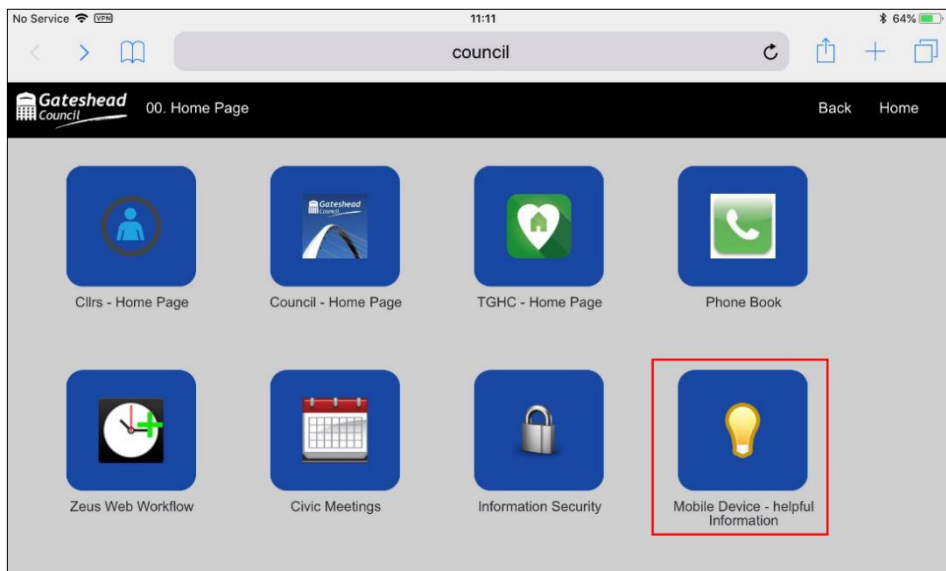 No Service VPN 11:11 64%
council
Gateshead
Council
00. Home Page Back Home
Gateshead
Council
Cllrs - Home Page Council - Home Page TGHC - Home Page Phone Book
Zeus Web Workflow Civic Meetings Information Security Mobile Device - helpful
Information